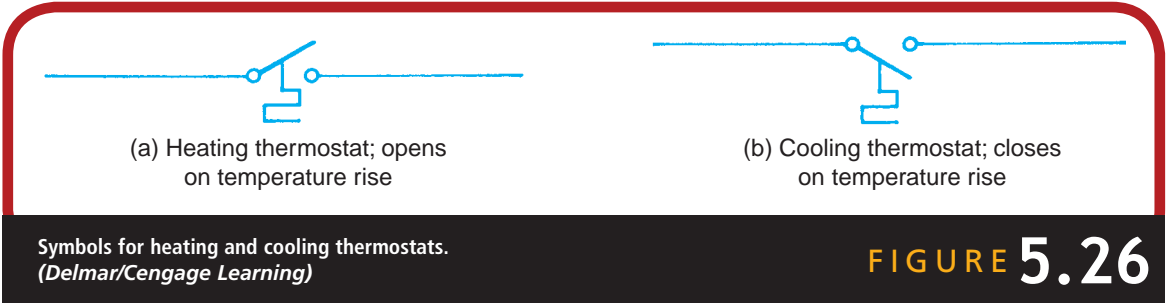 (a) Heating thermostat; opens
on temperature rise
(b) Cooling thermostat; closes
on temperature rise
Symbols for heating and cooling thermostats.
(Delmar/Cengage Learning)
FIGURE 5.26